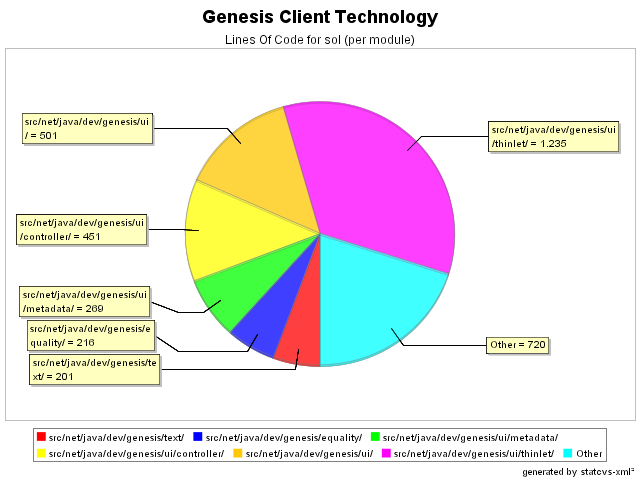 Genesis Client Technology
Lines Of Code for sol (per module)
src/net/java/dev/genesis/ui
/ = 501
src/net/java/dev/genesis/ui
/thinlet/ = 1.235
src/net/java/dev/genesis/ui
/controller/ = 451
src/net/java/dev/genesis/ui
/metadata/ = 269
src/net/java/dev/genesis/e
quality/ = 216
src/net/java/dev/genesis/te
xt/ = 201
Other = 720
src/net/java/dev/genesis/text/ src/net/java/dev/genesis/equality/ src/net/java/dev/genesis/ui/metadata/
src/net/java/dev/genesis/ui/controller/ src/net/java/dev/genesis/ui/ src/net/java/dev/genesis/ui/thinlet/ Other
generated by statcvs-xml²